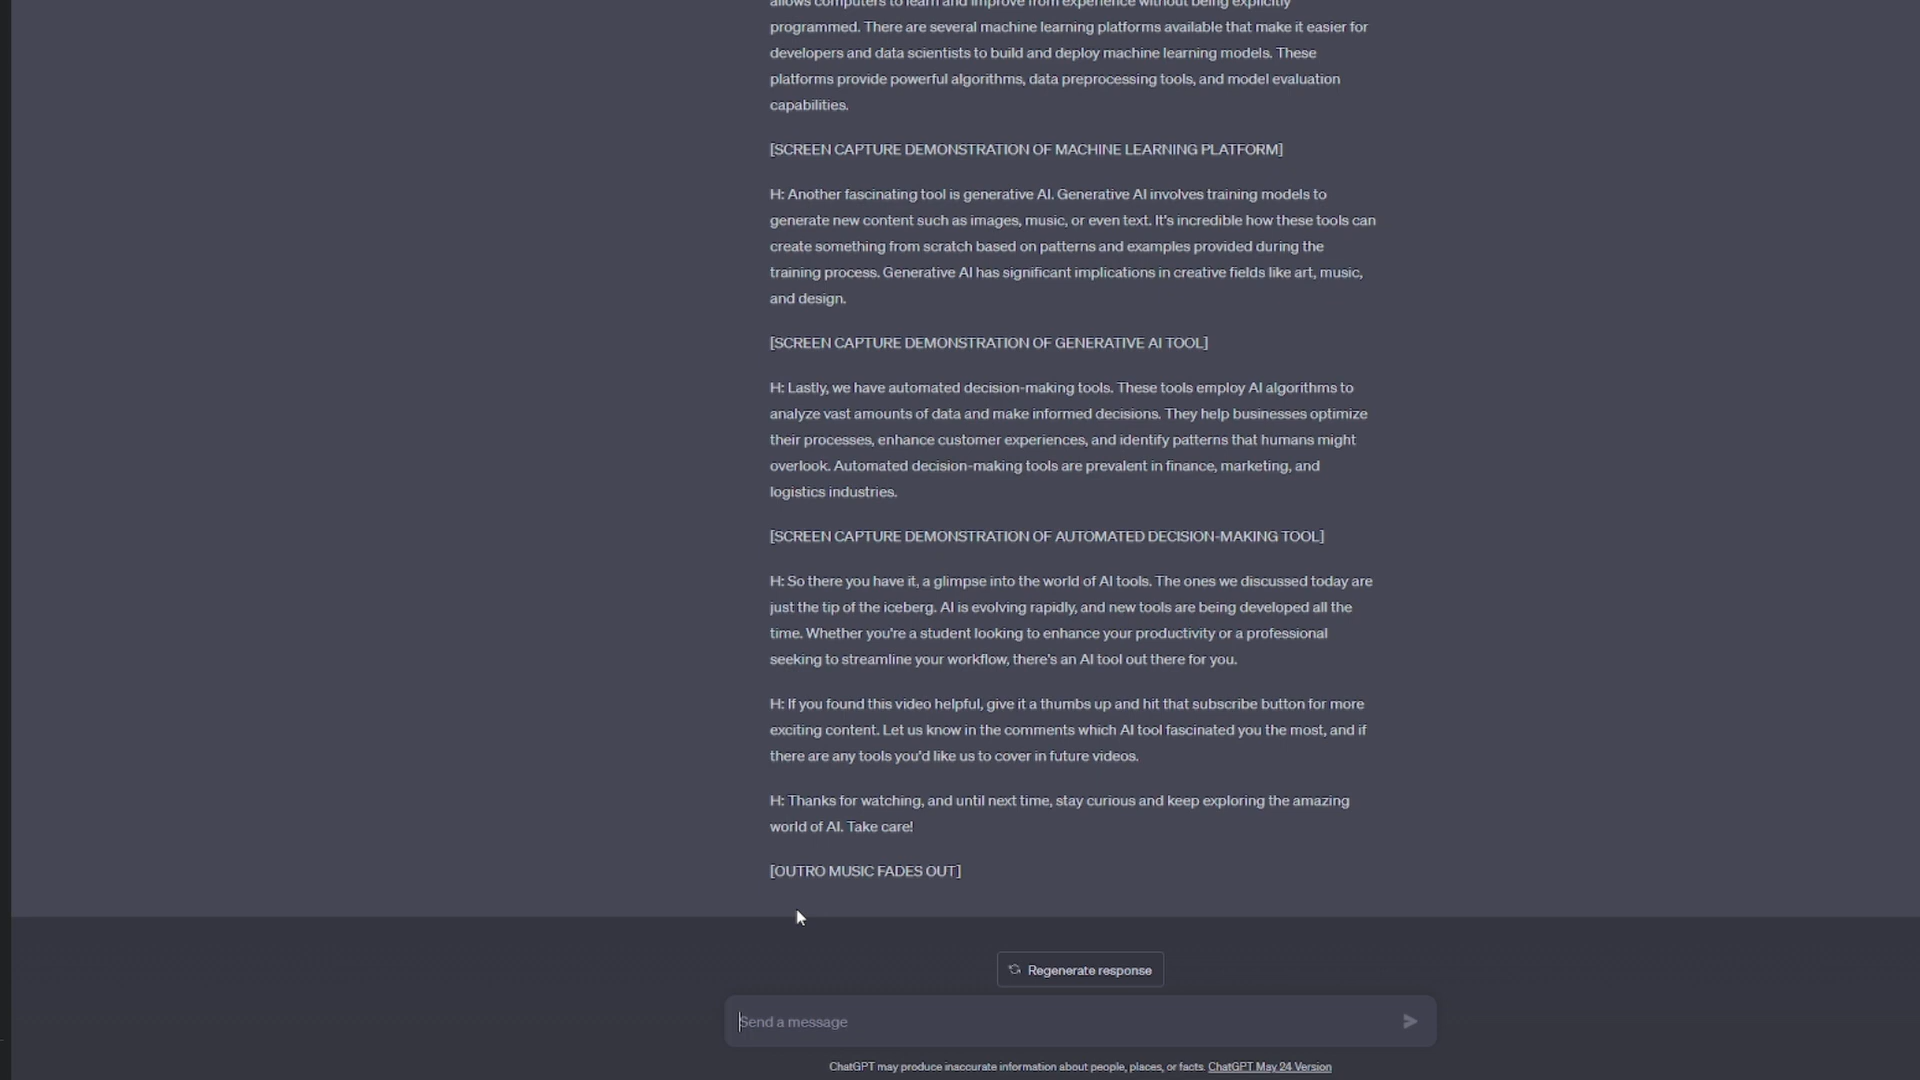 allows computers to learn and improve from experience without being explicitly
programmed. There are several machine learning platforms available that make it easier for
developers and data scientists to build and deploy machine learning models. These
platforms provide powerful algorithms, data preprocessing tools, and model evaluation
capabilities.
[SCREEN CAPTURE DEMONSTRATION OF MACHINE LEARNING PLATFORM]
H: Another fascinating tool is generative AI. Generative AI involves training models to
generate new content such as images, music, or even text. It's incredible how these tools can
create something from scratch based on patterns and examples provided during the
training process. Generative AI has significant implications in creative fields like art, music,
and design.
[SCREEN CAPTURE DEMONSTRATION OF GENERATIVE AI TOOL]
H: Lastly, we have automated decision-making tools. These tools employ AI algorithms to
analyze vast amounts of data and make informed decisions. They help businesses optimize
their processes, enhance customer experiences, and identify patterns that humans might
overlook. Automated decision-making tools are prevalent in finance, marketing, and
logistics industries.
[SCREEN CAPTURE DEMONSTRATION OF AUTOMATED DECISION-MAKING TOOL]
H: So there you have it, a glimpse into the world of AI tools. The ones we discussed today are
just the tip of the iceberg. AI is evolving rapidly, and new tools are being developed all the
time. Whether you're a student looking to enhance your productivity or a professional
seeking to streamline your workflow, there's an AI tool out there for you.
H: If you found this video helpful, give it a thumbs up and hit that subscribe button for more
exciting content. Let us know in the comments which AI tool fascinated you the most, and if
there are any tools you'd like us to cover in future videos.
H: Thanks for watching, and until next time, stay curious and keep exploring the amazing
world of AI. Take care!
[OUTRO MUSIC FADES OUT]
Regenerate response
Send a message
ChatGPT may produce inaccurate information about people, places, or facts. ChatGPT May 24 Version